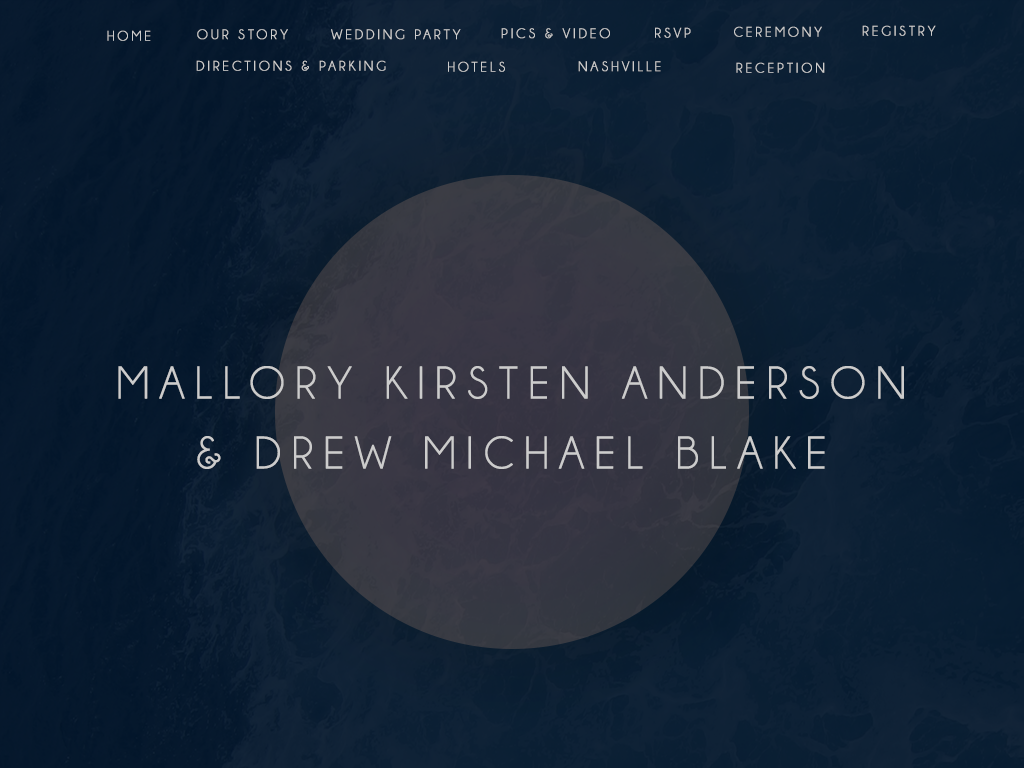 HOME OUR STORY WEDDING PARTY PICS & VIDEO RSVP CEREMONY REGISTRY
DIRECTIONS & PARKING HOTELS NASHVILLE RECEPTION
MALLORY KIRSTEN ANDERSON
& DREW MICHAEL BLAKE